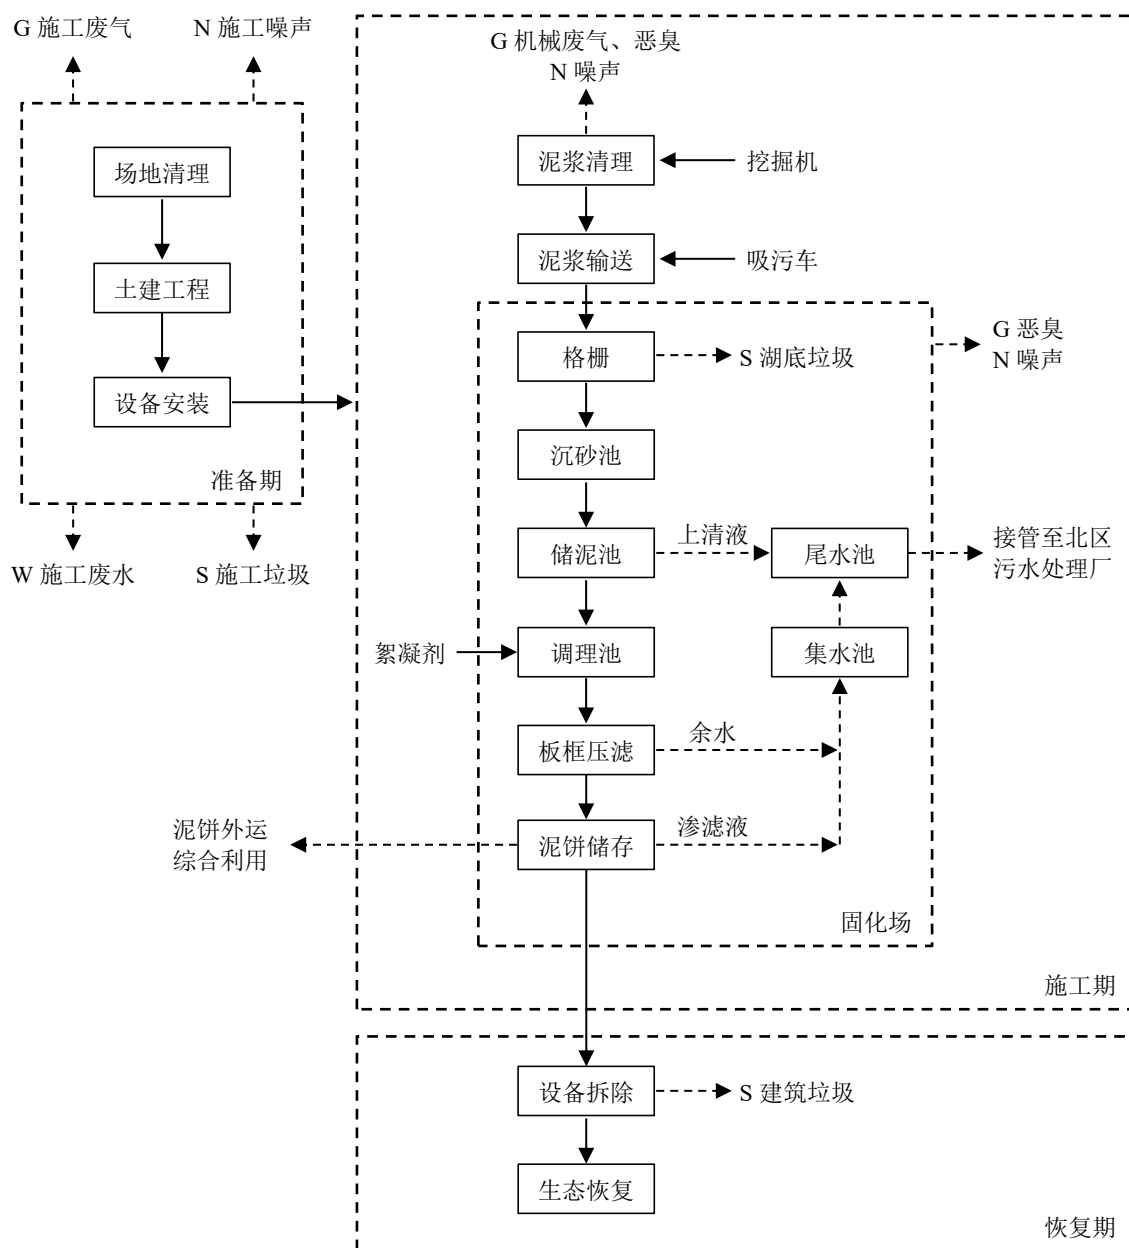 G 施工废气
N 施工噪声
场地清理
土建工程
设备安装
准备期
W 施工废水
S 施工垃圾
G 机械废气、恶臭
N 噪声
泥浆清理
挖掘机
泥浆输送
吸污车
格栅
S 湖底垃圾
G 恶臭
N 噪声
沉砂池
储泥池
上清液
尾水池
接管至北区
污水处理厂
絮凝剂
调理池
集水池
板框压滤
余水
泥饼外运
综合利用
泥饼储存
渗滤液
固化场
施工期
设备拆除
S 建筑垃圾
生态恢复
恢复期